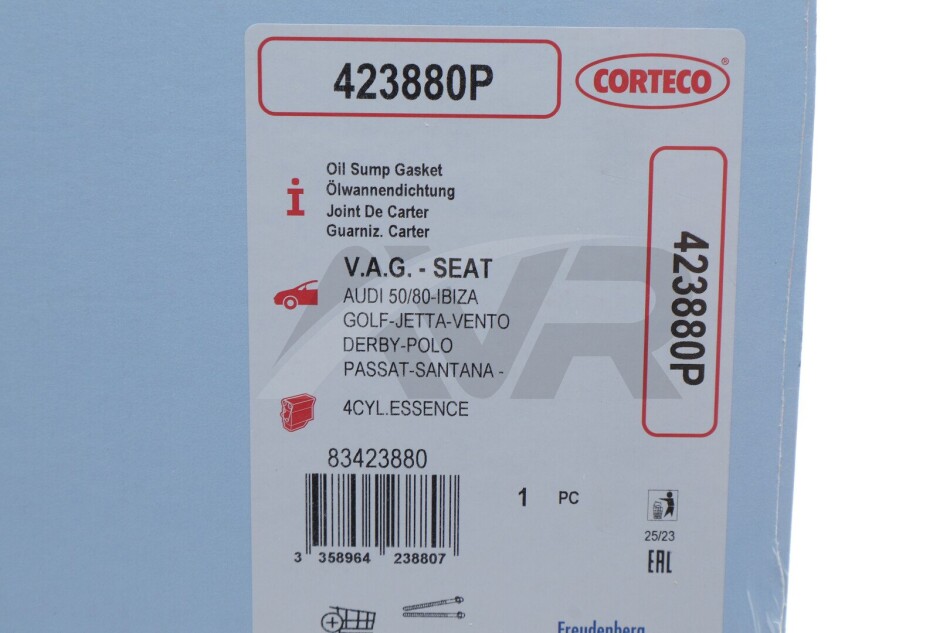 423880P
CORTECO®
Oil Sump Gasket
Ölwannendichtung
Joint De Carter
Guarniz. Carter
V.A.G. - SEAT
AUDI 50/80-IBIZA
GOLF-JETTA-VENTO
DERBY-POLO
PASSAT-SANTANA -
4CYL.ESSENCE
423880P
83423880
3 358964 238807
1 PC
25/23
EAC
Freudenberg
AVR